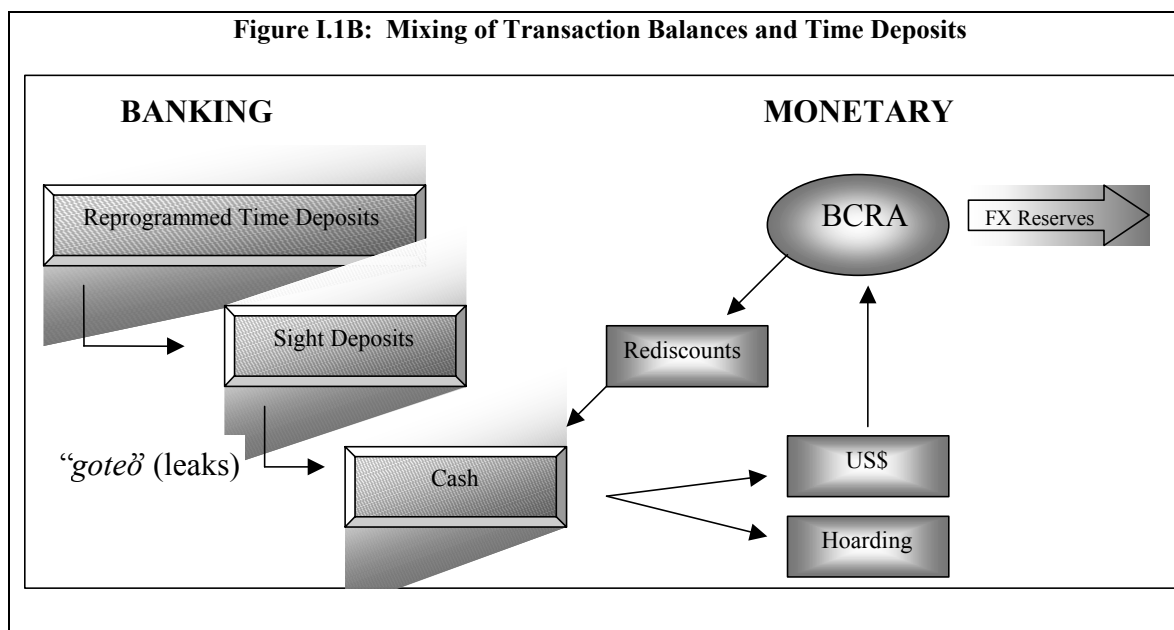 Figure I.1B: Mixing of Transaction Balances and Time Deposits
BANKING
MONETARY
Reprogrammed Time Deposits
BCRA
FX Reserves
Sight Deposits
Rediscounts
“goteõ” (leaks)
Cash
US$
Hoarding